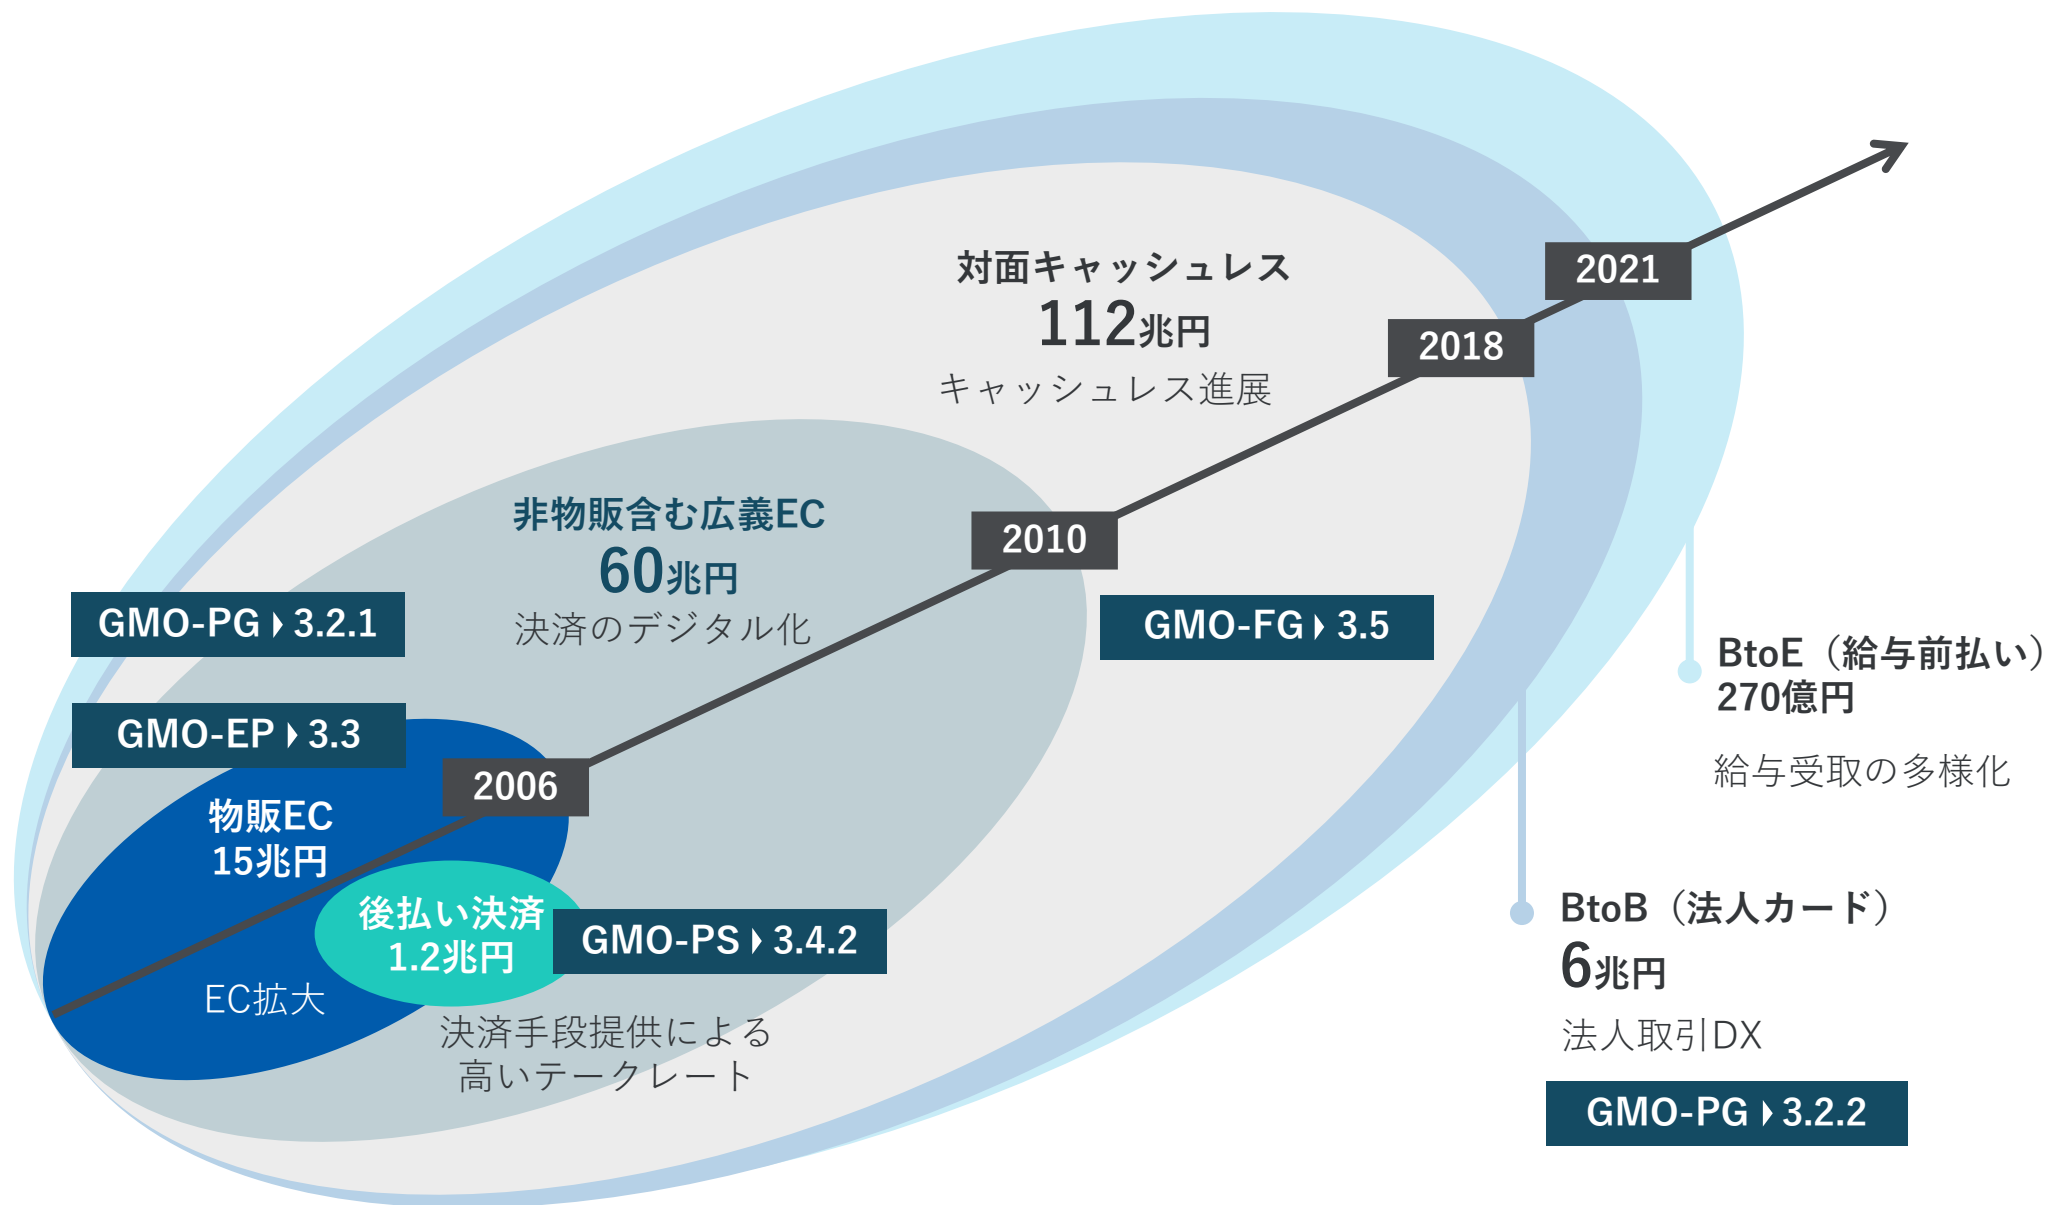 対面キャッシュレス
112兆円
キャッシュレス進展
2021
2018
非物販含む広義EC
60兆円
決済のデジタル化
2010
GMO-PG ▶ 3.2.1
GMO-FG ▶ 3.5
GMO-EP ▶ 3.3
2006
物販EC
15兆円
EC拡大
後払い決済
1.2兆円
GMO-PS ▶ 3.4.2
決済手段提供による
高いテークレート
BtoE（給与前払い）
270億円
給与受取の多様化
BtoB（法人カード）
6兆円
法人取引DX
GMO-PG ▶ 3.2.2